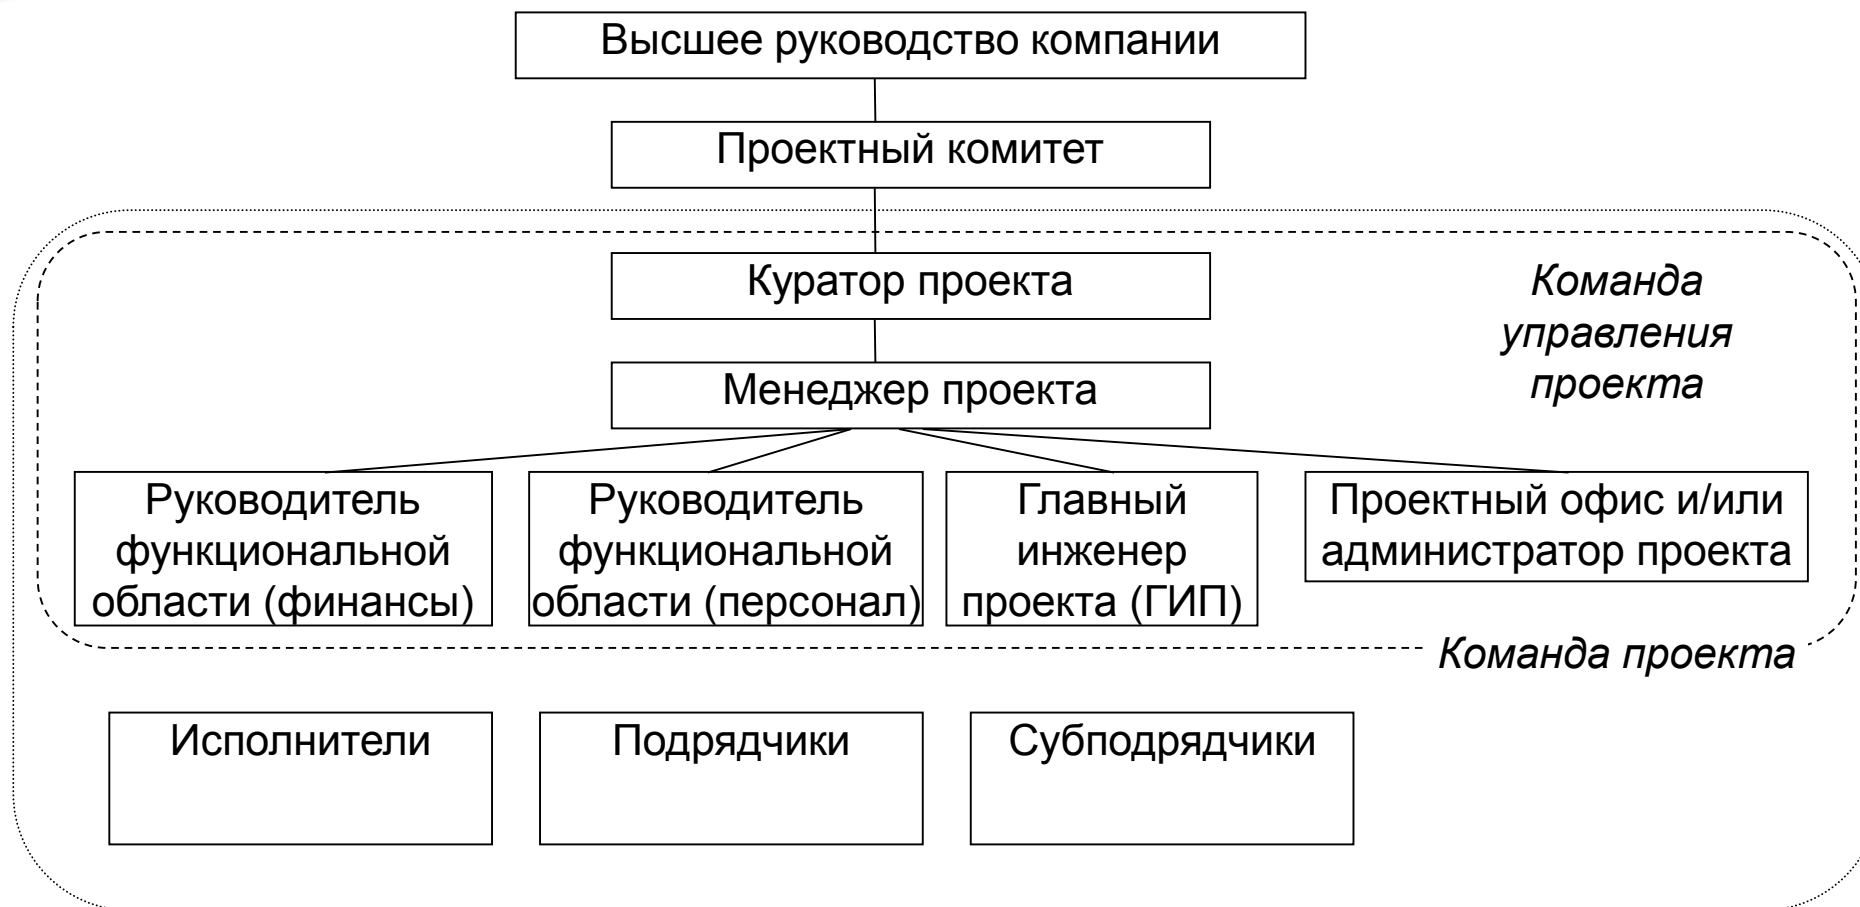 Высшее руководство компании
Проектный комитет
Куратор проекта
Команда
управления
проекта
Менеджер проекта
Руководитель
функциональной
области (финансы)
Руководитель
функциональной
области (персонал)
Главный
инженер
проекта (ГИП)
Проектный офис и/или
администратор проекта
Команда проекта
Исполнители
Подрядчики
Субподрядчики